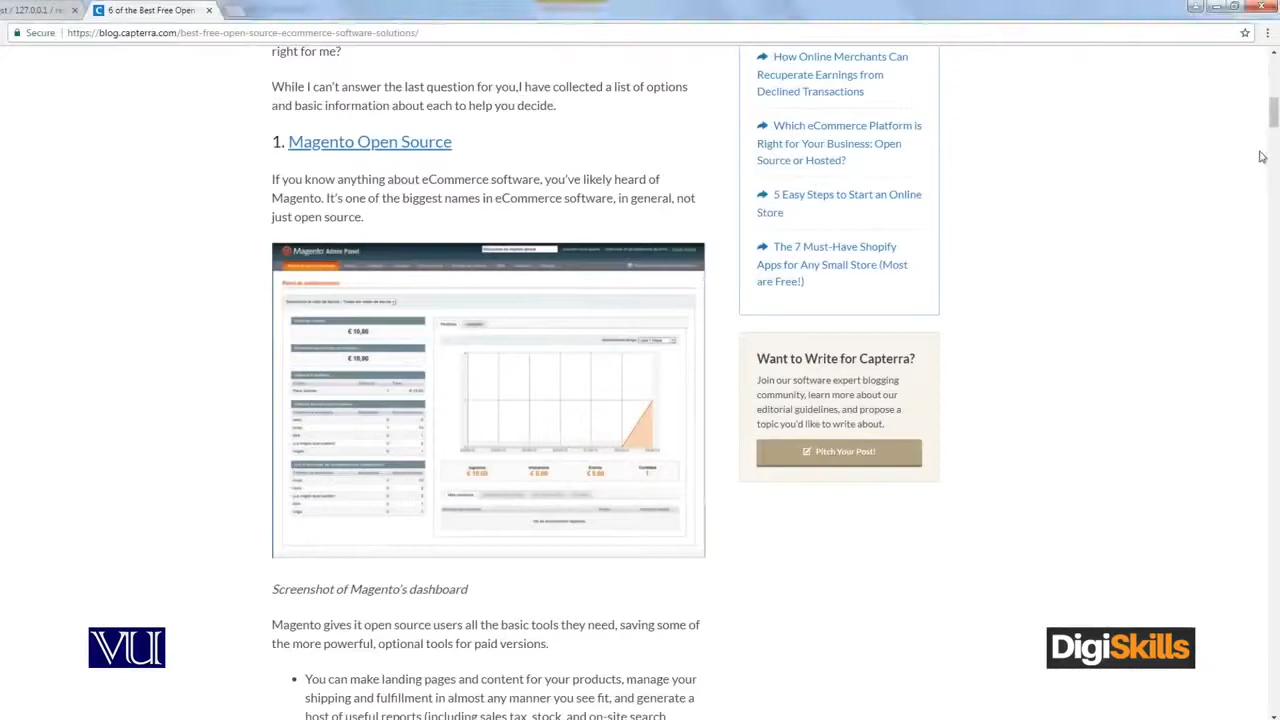 st / 127.0.0.1 / re
6 of the Best Free Open
Secure
https://blog.capterra.com/best-free-open-source-ecommerce-software-solutions/
right for me?
While I can't answer the last question for you,I have collected a list of options
and basic information about each to help you decide.
1. Magento Open Source
If you know anything about eCommerce software, you've likely heard of
Magento. It's one of the biggest names in eCommerce software, in general, not
just open source.
Magento Admin Panel
€ 10,00
€ 10,00
Screenshot of Magento's dashboard
Magento gives it open source users all the basic tools they need, saving some of
the more powerful, optional tools for paid versions.
• You can make landing pages and content for your products, manage your
shipping and fulfillment in almost any manner you see fit, and generate a
host of useful reports (including sales tax, stock, and on-site search
How Online Merchants Can
Recuperate Earnings from
Declined Transactions
Which eCommerce Platform is
Right for Your Business: Open
Source or Hosted?
5 Easy Steps to Start an Online
Store
The 7 Must-Have Shopify
Apps for Any Small Store (Most
are Free!)
Want to Write for Capterra?
Join our software expert blogging
community, learn more about our
editorial guidelines, and propose a
topic you'd like to write about.
Pitch Your Post!
VU
DigiSkills